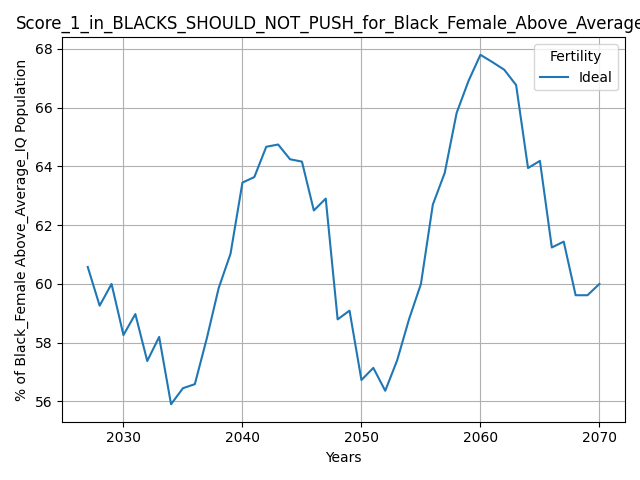 Score_1_in_BLACKS_SHOULD_NOT_PUSH_for_Black_Female_Above_Average
Fertility
Ideal
% of Black_Female Above_Average_IQ Population
68
66
64
62
60
58
56
2030 2040 2050 2060 2070
Years